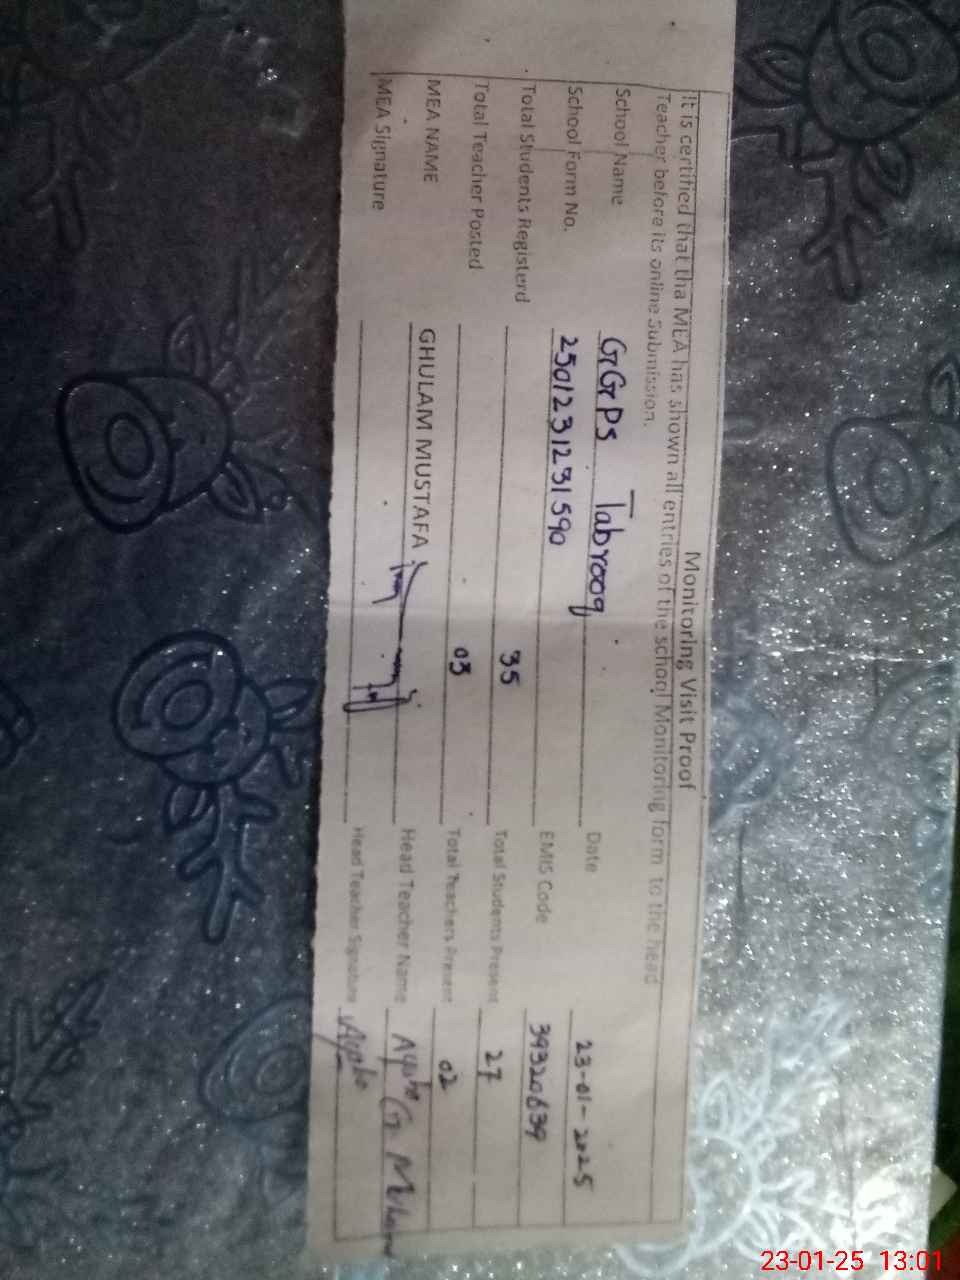 Monitoring Visit Proof
It is certified that tha MEA has shown all entries of the school Monitoring form to the head
Teacher before its online Submission.
School Name GGPS Tabrooq Date 23-01-2025
School Form No. 2501231231590 EMIS Code 39320639
Total Students Registerd 35 Total Students Present 27
Total Teacher Posted 03 Total Teachers Present 02
MEA NAME GHULAM MUSTAFA Head Teacher Name
MEA Signature Head Teacher Signature
23-01-25 13:01